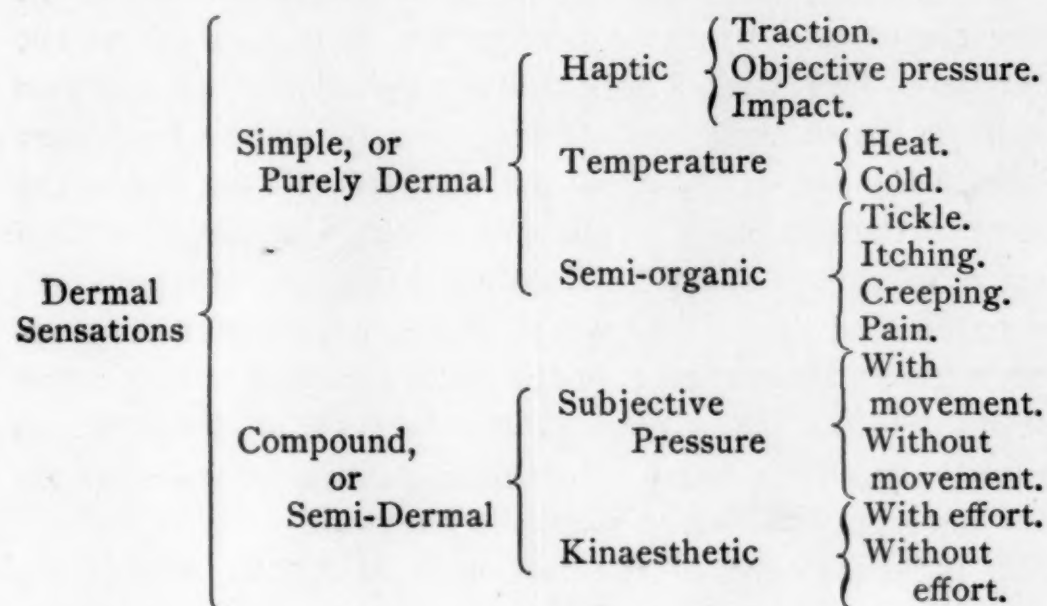 Dermal
Sensations
Simple, or
Purely Dermal
Haptic
Traction.
Objective pressure.
Impact.
Temperature
Heat.
Cold.
Semi-organic
Tickle.
Itching.
Creeping.
Pain.
Compound,
or
Semi-Dermal
Subjective
Pressure
With
movement.
Without
movement.
Kinaesthetic
With effort.
Without
effort.